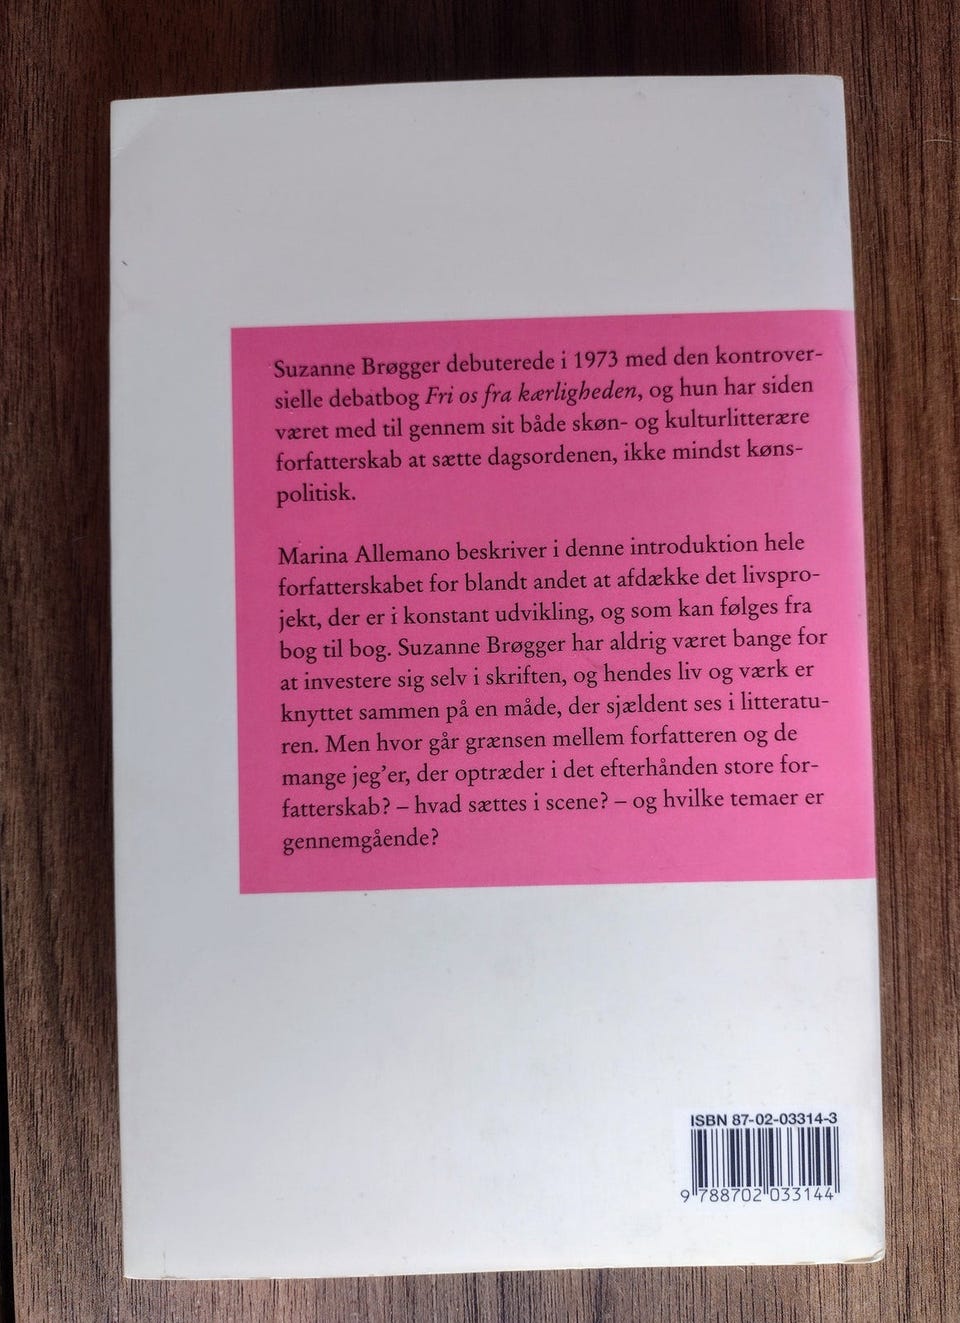 Suzanne Brøgger debuterede i 1973 med den kontrover-
sielle debatbog Fri os fra kærligheden, og hun har siden
været med til gennem sit både skøn- og kulturlitterære
forfatterskab at sætte dagsordenen, ikke mindst køns-
politisk.
Marina Allemano beskriver i denne introduktion hele
forfatterskabet for blandt andet at afdække det livspro-
jekt, der er i konstant udvikling, og som kan følges fra
bog til bog. Suzanne Brøgger har aldrig været bange for
at investere sig selv i skriften, og hendes liv og værk er
knyttet sammen på en måde, der sjældent ses i litteratu-
ren. Men hvor går grænsen mellem forfatteren og de
mange jeg’er, der optræder i det efterhånden store for-
fatterskab? – hvad sættes i scene? – og hvilke temaer er
gennemgående?
ISBN 87-02-03314-3
9 788702 033144